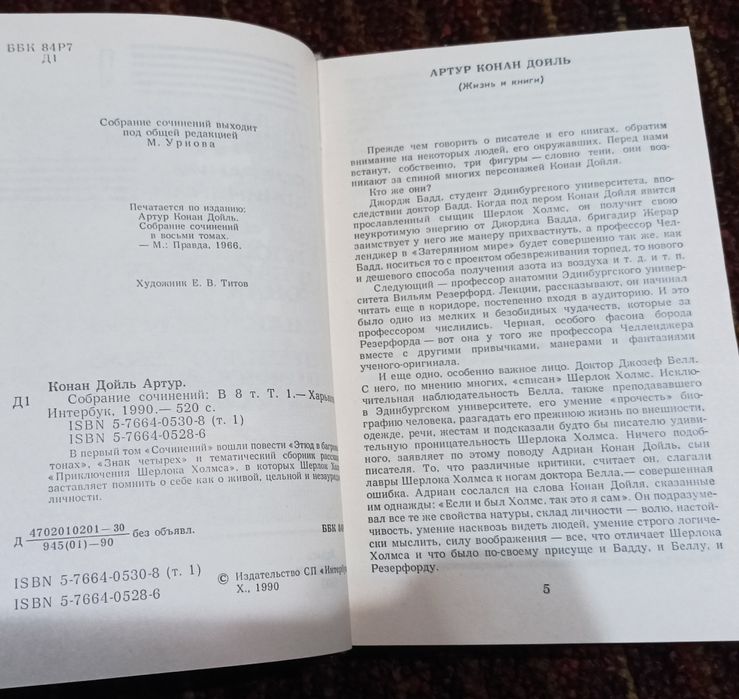 ББК 84Р7
Д1
Собрание сочинений выходит
под общей редакцией
М. Урнова
Печатается по изданию:
Артур Конан Дойль.
Собрание сочинений
в восьми томах.
— М.: Правда, 1966.
Художник Е. В. Титов
Конан Дойль Артур.
Д1 Собрание сочинений: В 8 т. Т. 1.—
Интербук, 1990.— 520 с.
ISBN 5-7664-0530-8 (т. 1)
ISBN 5-7664-0528-6
В первый том «Сочинений» вошли повести «Этюд в
тонах», «Знак четырех» и тематический сборник
«Приключения Шерлока Холмса», в которых Шерлок
заставляет помнить о себе как о живой, цельной и
личности.
Д 4702010201—30
945(01)—90 без объявл.
ББК
ISBN 5-7664-0530-8 (т. 1)
ISBN 5-7664-0528-6
© Издательство СП
Х., 1990
АРТУР КОНАН ДОЙЛЬ
(Жизнь и книги)
Прежде чем говорить о писателе и его книгах, обратим
внимание на некоторых людей, его окружавших. Перед нами
встанут, собственно, три фигуры — словно тени, они воз-
никают за спиной многих персонажей Конан Дойля.
Кто же они?
Джордж Бадд, студент Эдинбургского университета, впо-
следствии доктор Бадд. Когда под пером Конан Дойля явится
прославленный сыщик Шерлок Холмс, он получит свою
неукротимую энергию от Джорджа Бадда, бригадир Жерар
заимствует у него же манеру прихвастнуть, а профессор Чел-
ленджер в «Затерянном мире» будет совершенно так же, как
Бадд, носиться то с проектом обезвреживания торпед, то нового
и дешевого способа получения азота из воздуха и т. д. и т. п.
Следующий — профессор анатомии Эдинбургского универ-
ситета Вильям Резерфорд. Лекции, рассказывают, он начинал
читать еще в коридоре, постепенно входя в аудиторию. И это
было одно из мелких и безобидных чудачеств, которые за
профессором числились. Черная, особого фасона борода
Резерфорда — вот она у того же профессора Челленджера
вместе с другими привычками, манерами и фантазиями
ученого-оригинала.
И еще одно, особенно важное лицо. Доктор Джозеф Белл.
С него, по мнению многих, «списан» Шерлок Холмс. Исклю-
чительная наблюдательность Белла, также преподававшего
в Эдинбургском университете, его умение «прочесть» био-
графию человека, разгадать его прежнюю жизнь по внешности,
одежде, речи, жестам и подсказали будто бы писателю удиви-
тельную проницательность Шерлока Холмса. Ничего подоб-
ного, заявляет по этому поводу Адриан Конан Дойль, сын
писателя. То, что различные критики, считает он, слагали
лавры Шерлока Холмса к ногам доктора Белла,— совершенная
ошибка. Адриан сослался на слова Конан Дойля, сказанные
им однажды: «Если и был Холмс, так это я сам». Он подразуме-
вал все те же свойства натуры, склад личности — волю, настой-
чивость, умение насквозь видеть людей, умение строго логиче-
ски мыслить, силу воображения — все, что отличает Шерлока
Холмса и что было по-своему присуще и Бадду, и Беллу, и
Резерфорду.
5